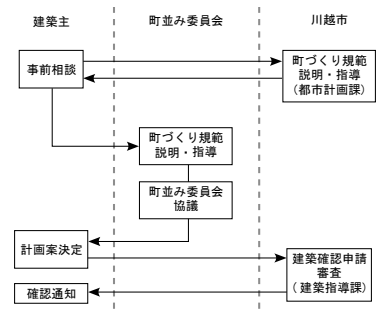 建築主
町並み委員会
川越市
事前相談
町づくり規範
説明・指導
(都市計画課)
町づくり規範
説明・指導
町並み委員会
協議
計画案決定
建築確認申請
審査
(建築指導課)
確認通知